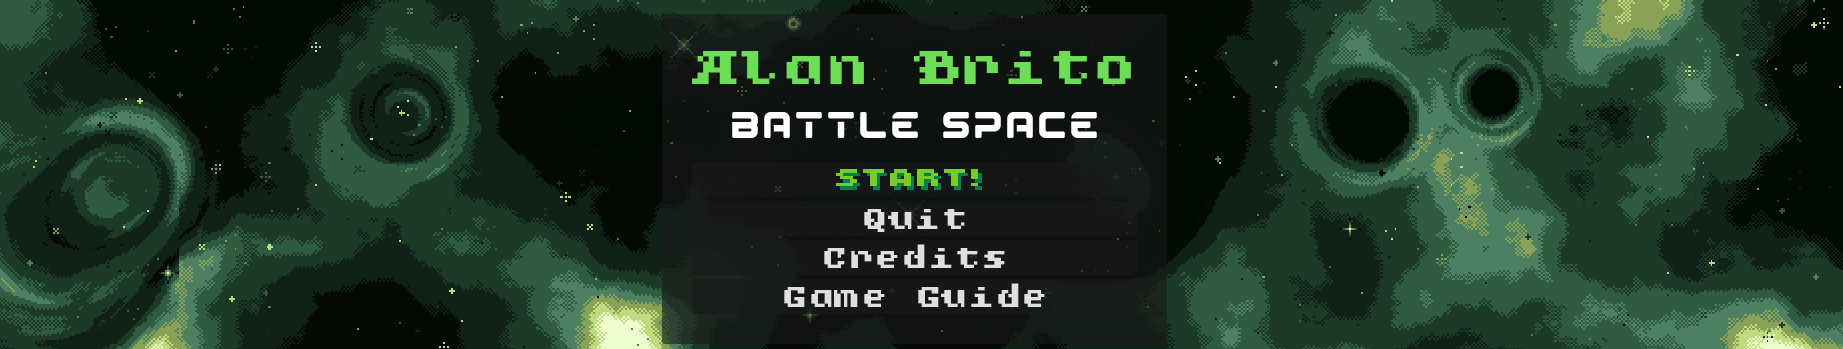 Alan Brito
BATTLE SPACE
START!
Quit
Credits
Game Guide